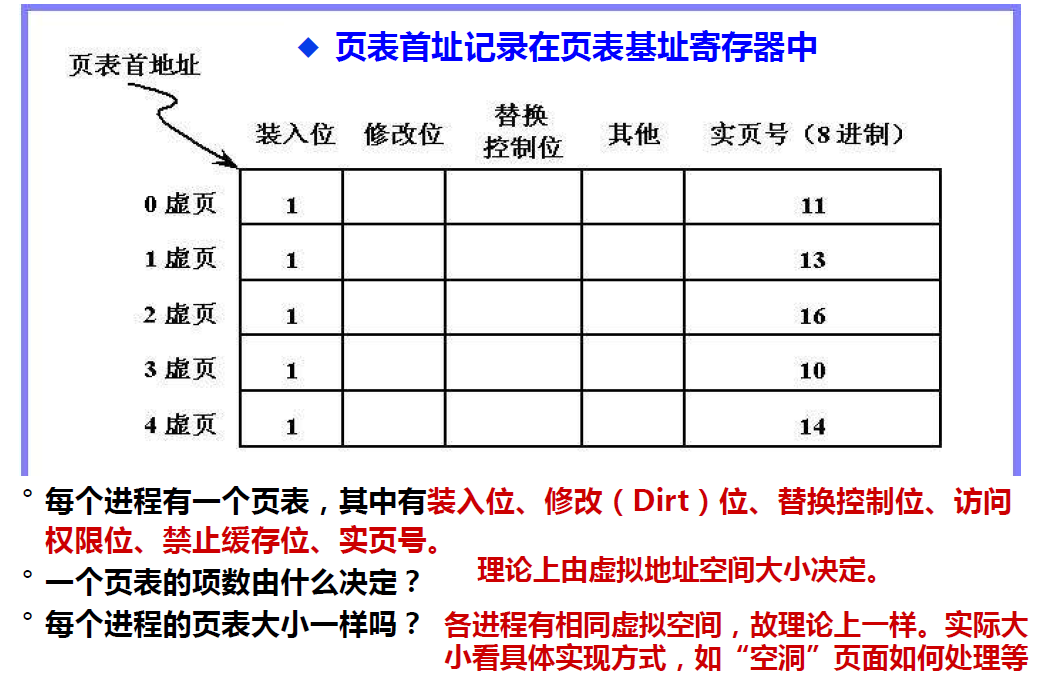 ◆ 页表首址记录在页表基址寄存器中
页表首地址
装入位 修改位 替换控制位 其他 实页号（8进制）
0 虚页 1 11
1 虚页 1 13
2 虚页 1 16
3 虚页 1 10
4 虚页 1 14
° 每个进程有一个页表，其中有装入位、修改（Dirt）位、替换控制位、访问
权限位、禁止缓存位、实页号。
° 一个页表的项数由什么决定？ 理论上由虚拟地址空间大小决定。
° 每个进程的页表大小一样吗？ 各进程有相同虚拟空间，故理论上一样。实际大
小看具体实现方式，如“空洞”页面如何处理等